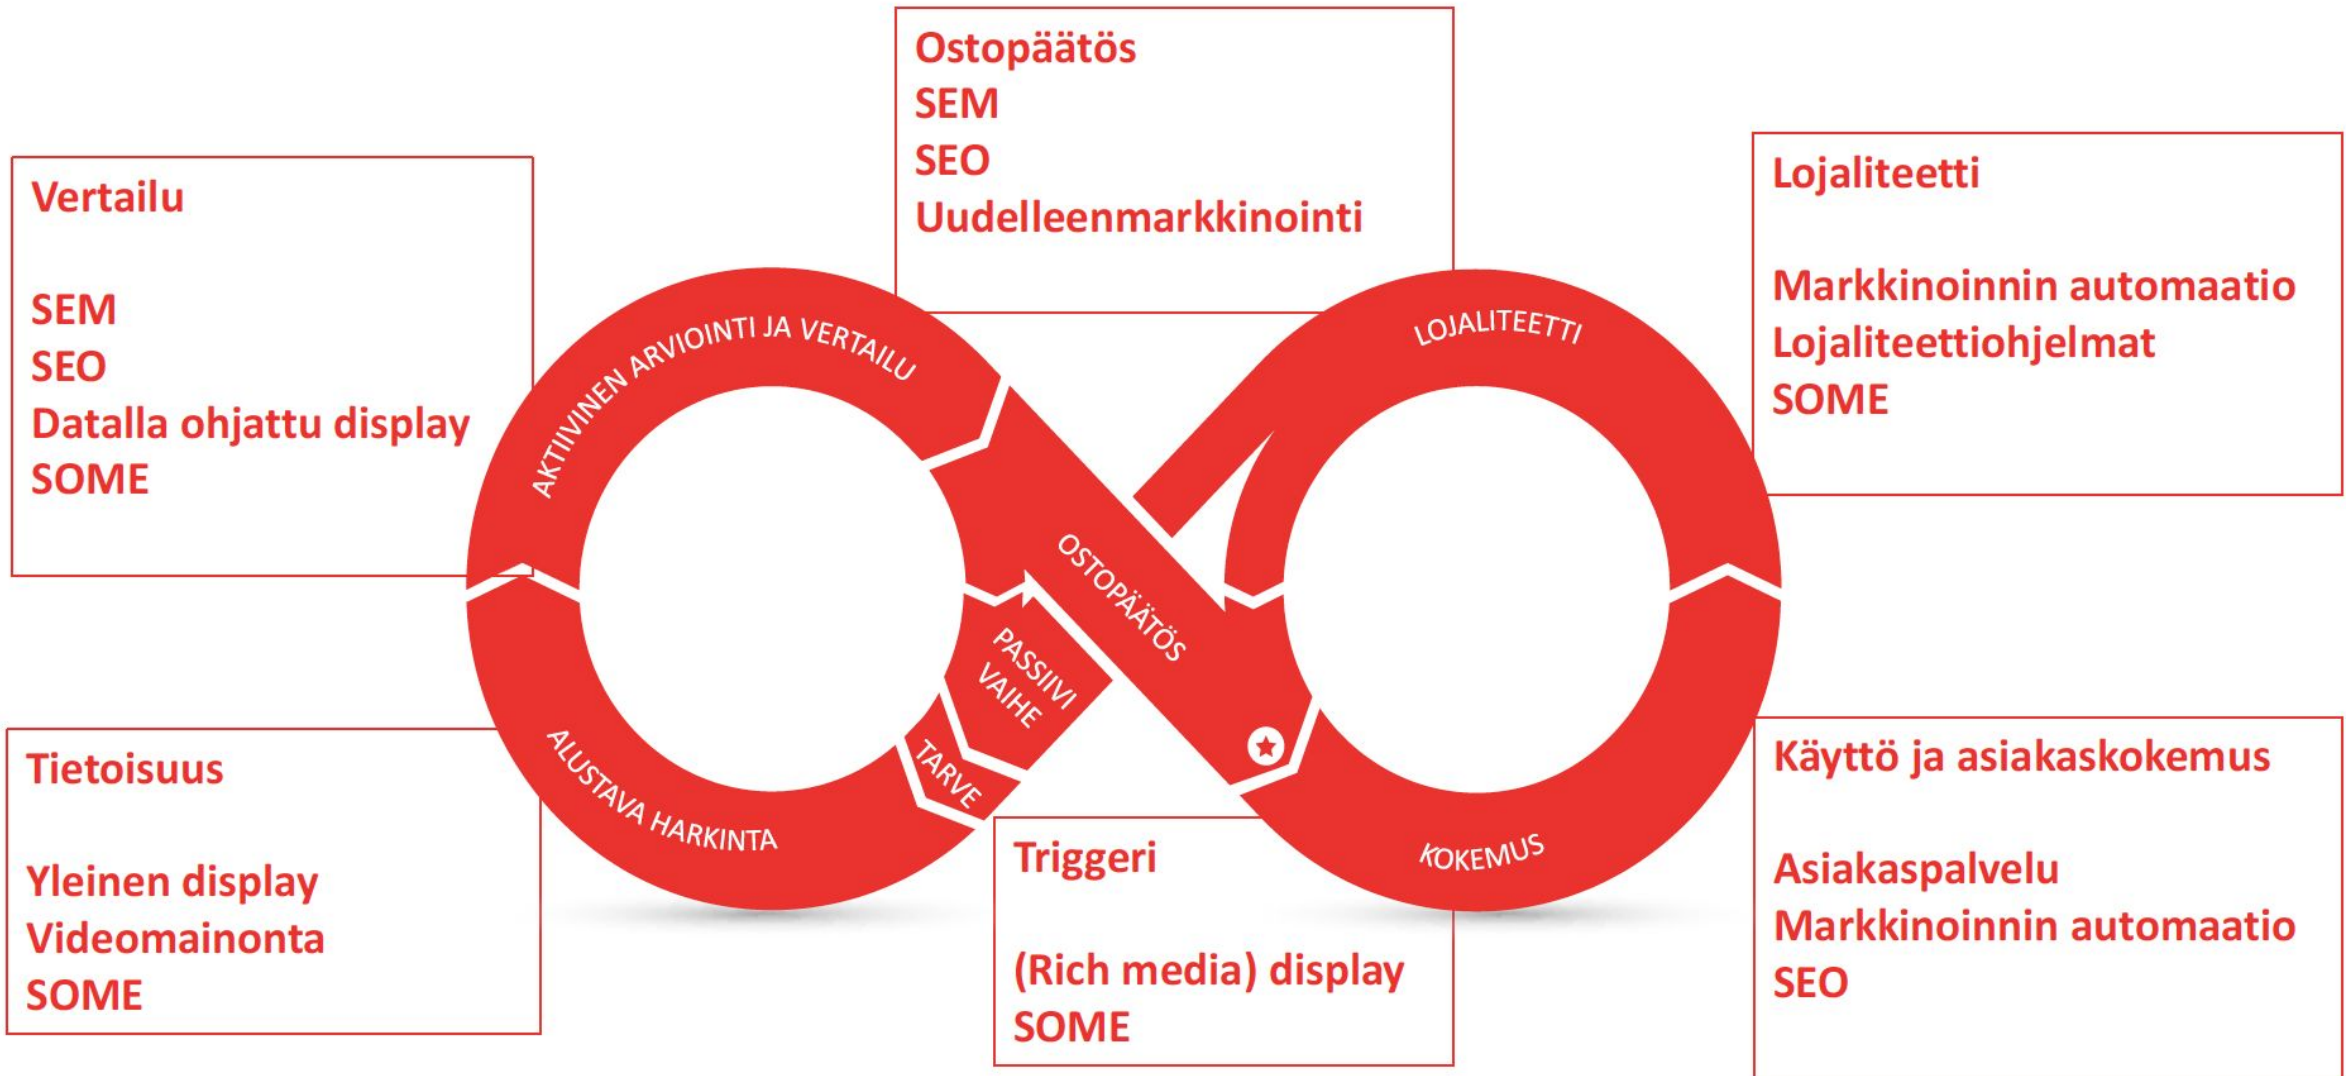 Ostopäätös
SEM
SEO
Uudelleenmarkkinointi
Vertailu
SEM
SEO
Datalla ohjattu display
SOME
Lojaliteetti
Markkinoinnin automaatio
Lojaliteettiohjelmat
SOME
AKTIIVINEN ARVIOINTI JA VERTAILU
LOJALITEETTI
OSTOPÄÄTÖS
PASSIIVI
VAIHE
TARVE
ALUSTAVA HARKINTA
KOKEMUS
Tietoisuus
Yleinen display
Videomainonta
SOME
Triggeri
(Rich media) display
SOME
Käyttö ja asiakaskokemus
Asiakaspalvelu
Markkinoinnin automaatio
SEO